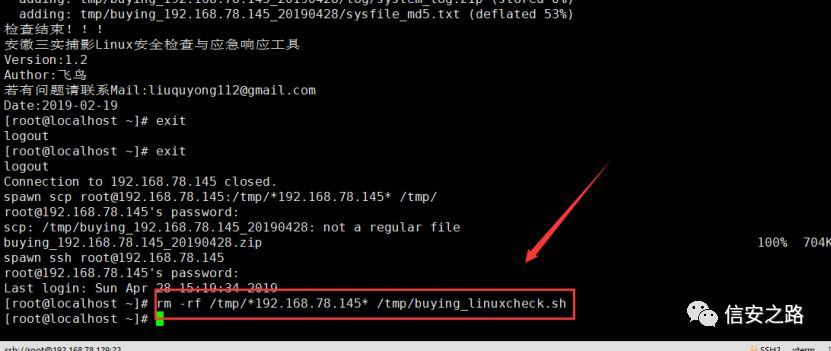 adding: tmp/buying_192.168.78.145_20190428/log/system_log.zip (stored 0%)
adding: tmp/buying_192.168.78.145_20190428/sysfile_md5.txt (deflated 53%)
检查结束！！！
安徽三实捕影Linux安全检查与应急响应工具
Version:1.2
Author:飞鸟
若有问题请联系Mail:liuquyong112@gmail.com
Date:2019-02-19
[root@localhost ~]# exit
logout
[root@localhost ~]# exit
logout
Connection to 192.168.78.145 closed.
spawn scp root@192.168.78.145:/tmp/*192.168.78.145* /tmp/
root@192.168.78.145's password:
scp: /tmp/buying_192.168.78.145_20190428: not a regular file
buying_192.168.78.145_20190428.zip 100% 704K
spawn ssh root@192.168.78.145
root@192.168.78.145's password:
Last login: Sun Apr 28 15:19:34 2019
[root@localhost ~]# rm -rf /tmp/*192.168.78.145* /tmp/buying_linuxcheck.sh
[root@localhost ~]#
信安之路
ssh://root@192.168.78.129:22 SSH2 xterm